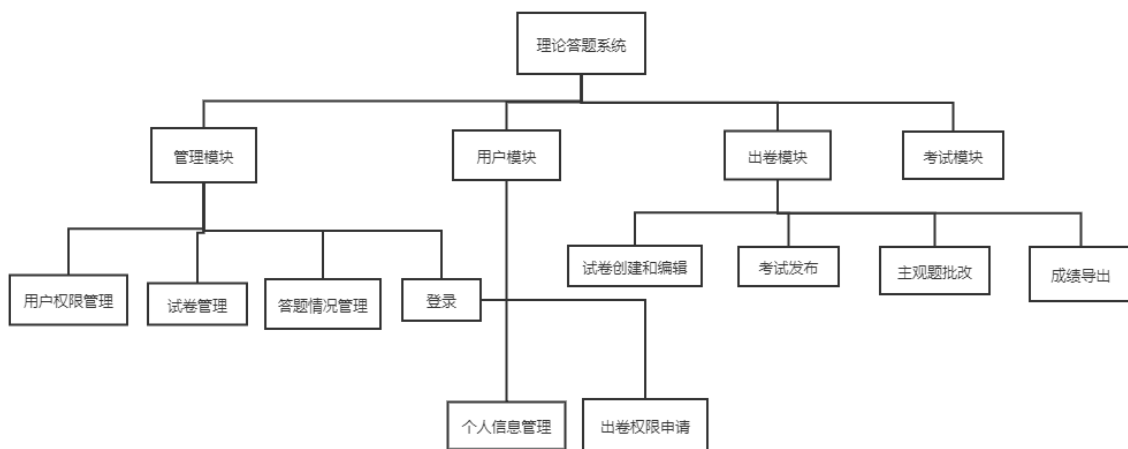 理论答题系统
管理模块
用户模块
出卷模块
考试模块
用户权限管理
试卷管理
答题情况管理
登录
试卷创建和编辑
考试发布
主观题批改
成绩导出
个人信息管理
出卷权限申请